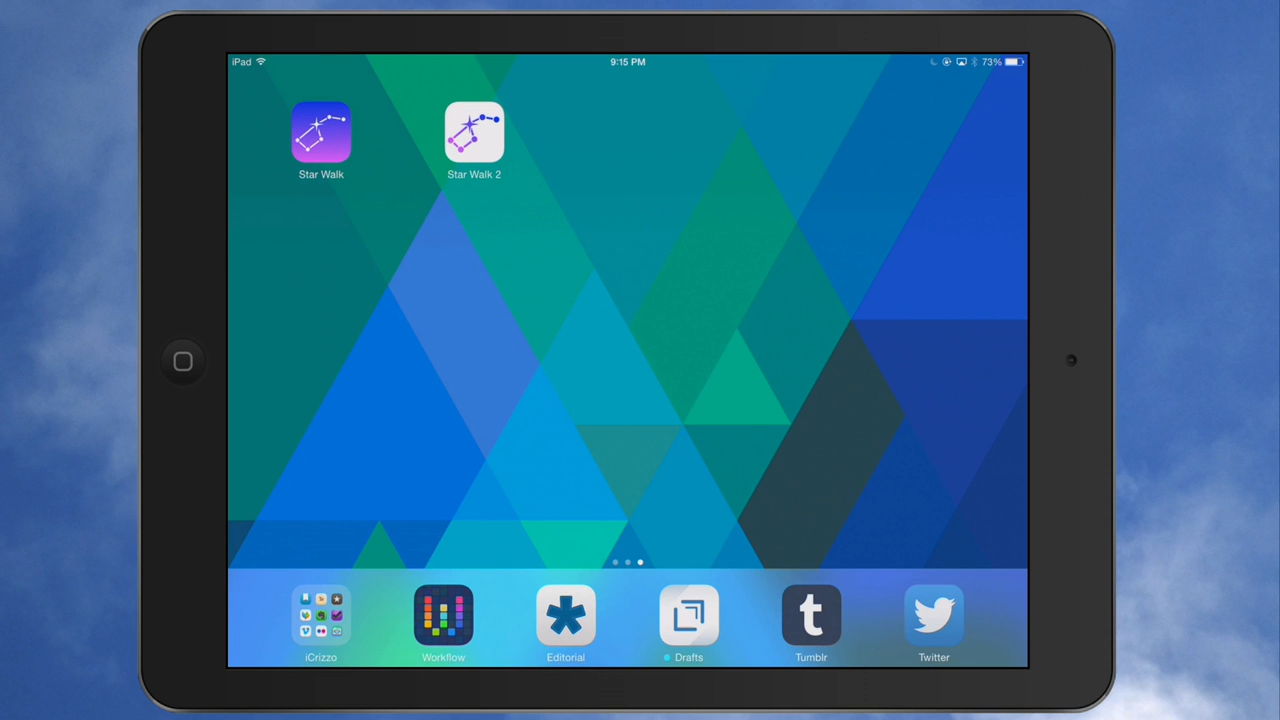 iPad 9:15 PM 73%
Star Walk Star Walk 2
iCrizzo Workflow Editorial Drafts Tumblr Twitter